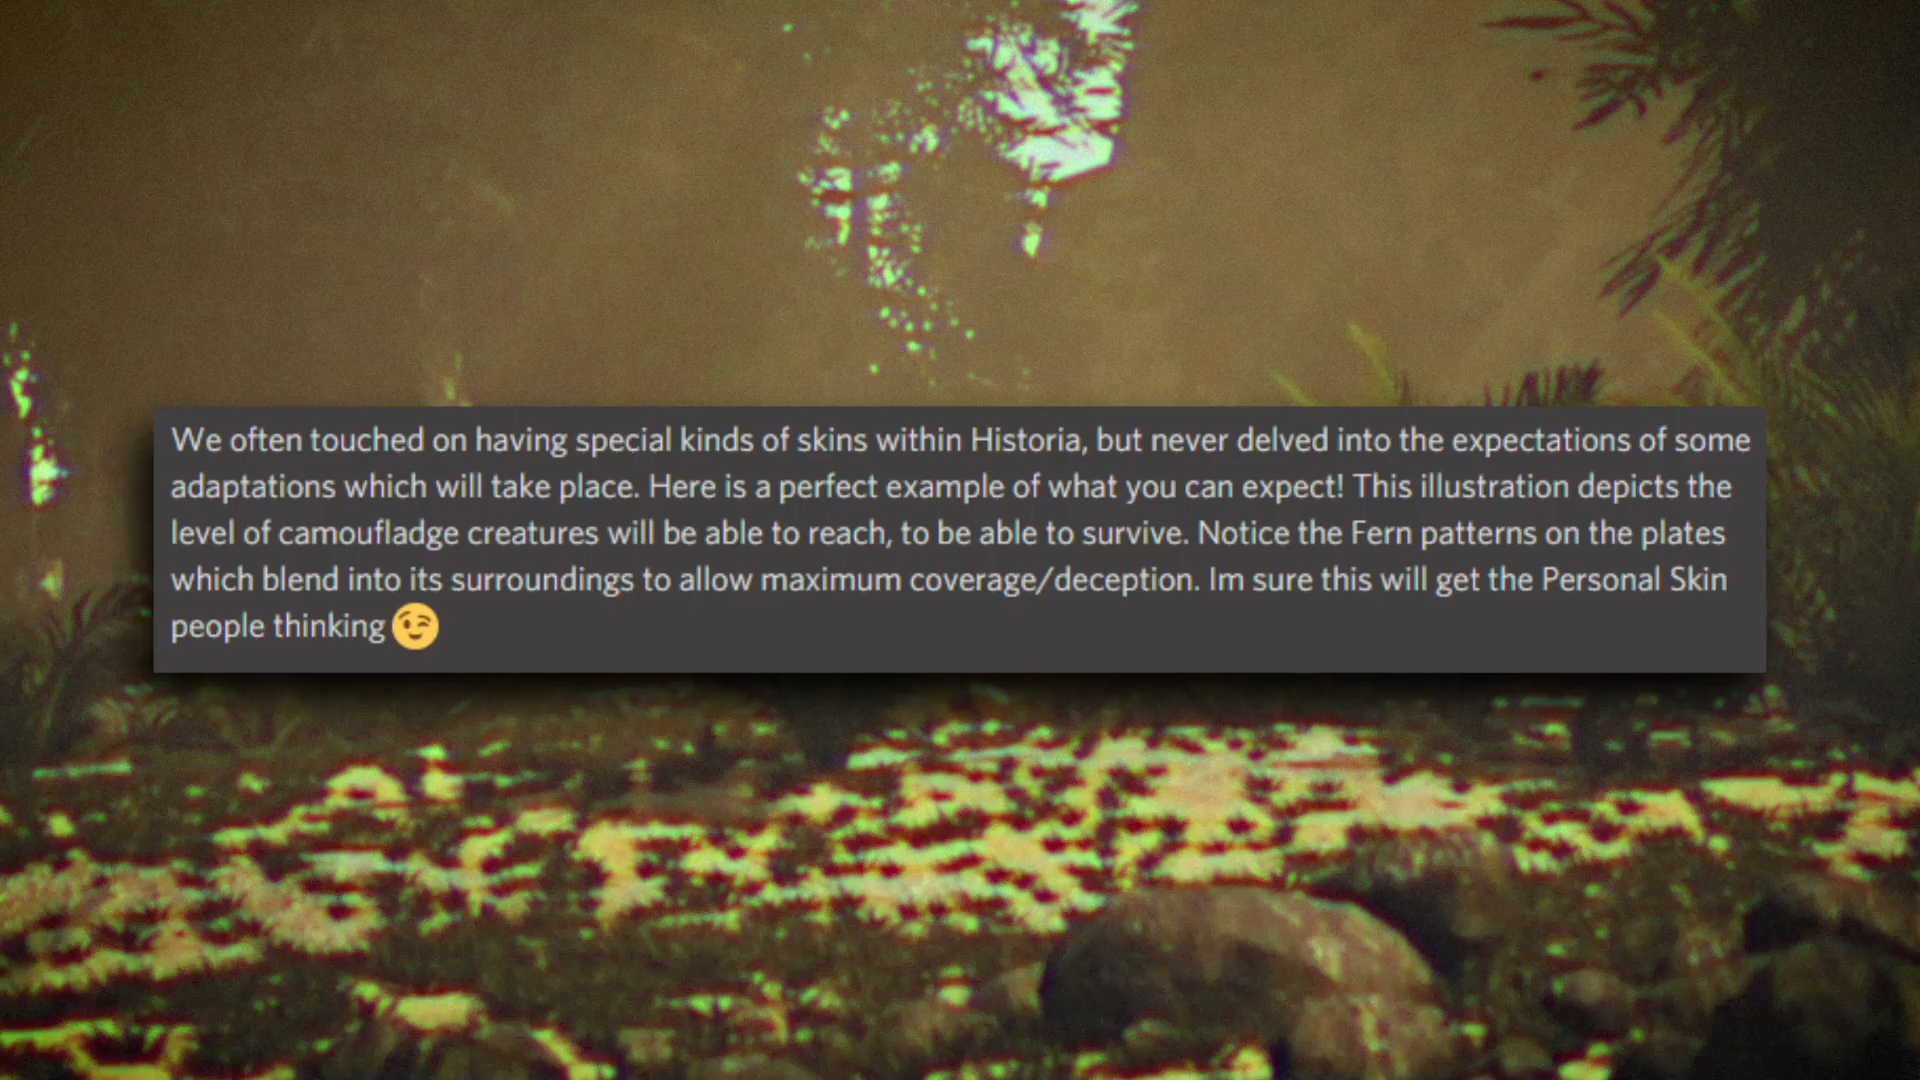 We often touched on having special kinds of skins within Historia, but never delved into the expectations of some
adaptations which will take place. Here is a perfect example of what you can expect! This illustration depicts the
level of camoufladge creatures will be able to reach, to be able to survive. Notice the Fern patterns on the plates
which blend into its surroundings to allow maximum coverage/deception. Im sure this will get the Personal Skin
people thinking 😉